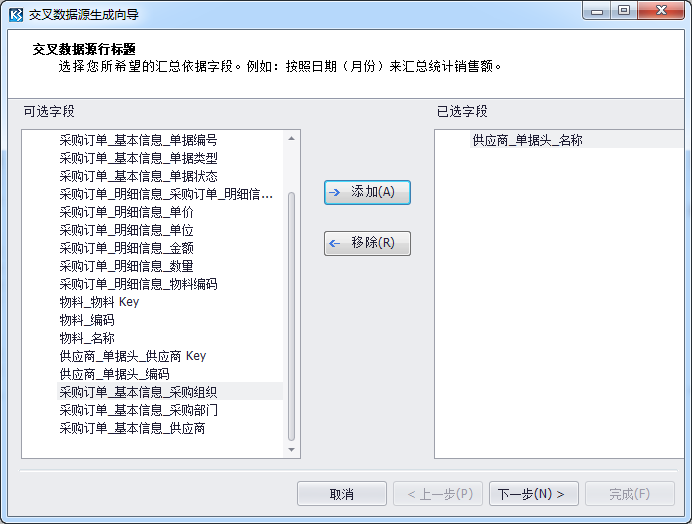 交叉数据源生成向导
交叉数据源行标题
选择您所希望的汇总依据字段。例如：按照日期（月份）来汇总统计销售额。
可选字段
采购订单_基本信息_单据编号
采购订单_基本信息_单据类型
采购订单_基本信息_单据状态
采购订单_明细信息_采购订单_明细信...
采购订单_明细信息_单价
采购订单_明细信息_单位
采购订单_明细信息_金额
采购订单_明细信息_数量
采购订单_明细信息_物料编码
物料_物料 Key
物料_编码
物料_名称
供应商_单据头_供应商 Key
供应商_单据头_编码
采购订单_基本信息_采购组织
采购订单_基本信息_采购部门
采购订单_基本信息_供应商
添加(A)
移除(R)
已选字段
供应商_单据头_名称
取消
< 上一步(P)
下一步(N) >
完成(F)